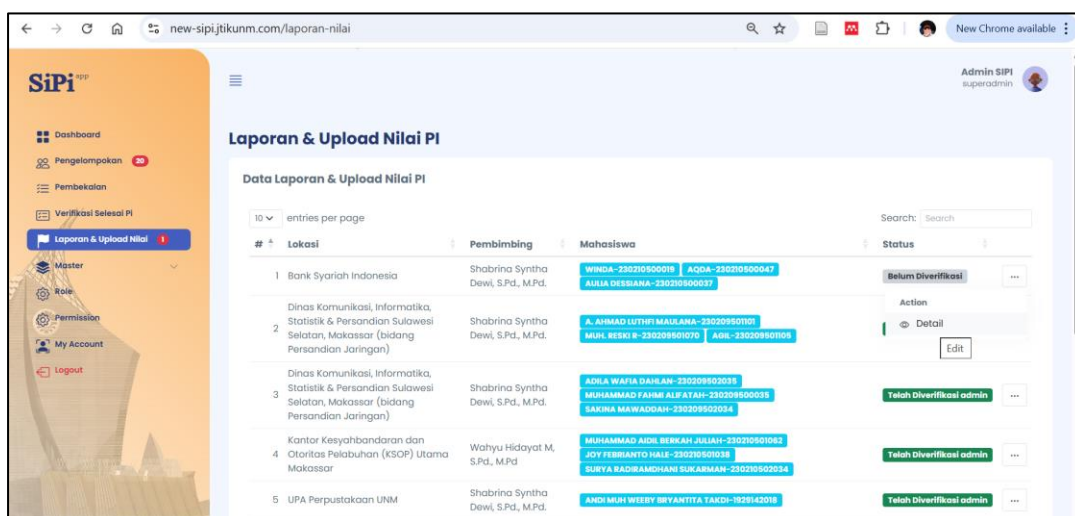 new-sipi.jtikunm.com/laporan-nilai
New Chrome available
SiPi app
Admin SIPI
superadmin
Dashboard
Pengelompokan 20
Pembekalan
Verifikasi Selesai PI
Laporan & Upload Nilai 1
Master
Role
Permission
My Account
Logout
Laporan & Upload Nilai PI
Data Laporan & Upload Nilai PI
10 entries per page
Search: Search
# Lokasi Pembimbing Mahasiswa Status
1 Bank Syariah Indonesia
Shabrina Syntha
Dewi, S.Pd., M.Pd.
WINDA-230210500019 AQDA-230210500047
AULIA DESSIANA-230210500037
Belum Diverifikasi ...
Action
Detail
Edit
2 Dinas Komunikasi, Informatika,
Statistik & Persandian Sulawesi
Selatan, Makassar (bidang
Persandian Jaringan)
Shabrina Syntha
Dewi, S.Pd., M.Pd.
A. AHMAD LUTHFI MAULANA-230209501101
MUH. RESKI R-230209501070 AGIL-230209501105
3 Dinas Komunikasi, Informatika,
Statistik & Persandian Sulawesi
Selatan, Makassar (bidang
Persandian Jaringan)
Shabrina Syntha
Dewi, S.Pd., M.Pd.
ADILA WAFIA DAHLAN-230209502035
MUHAMMAD FAHMI ALIFATAH-230209500035
SAKINA MAWADDAH-230209502034
Telah Diverifikasi admin ...
4 Kantor Kesyahbandaran dan
Otoritas Pelabuhan (KSOP) Utama
Makassar
Wahyu Hidayat M,
S.Pd., M.Pd
MUHAMMAD AIDIL BERKAH JULIAH-230210501062
JOY FEBRIANTO HALE-230210501038
SURYA RADIRAMDHANI SUKARMAN-230210502034
Telah Diverifikasi admin ...
5 UPA Perpustakaan UNM
Shabrina Syntha
Dewi, S.Pd., M.Pd.
ANDI MUH WEEBY BRYANTITA TAKDI-1929142018
Telah Diverifikasi admin ...